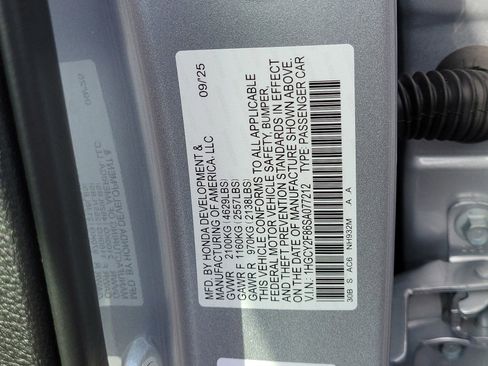 MFD. BY HONDA DEVELOPMENT & 09/25
MANUFACTURING OF AMERICA, LLC
GVWR 2100KG(4629LBS)
GAWR F 1160KG(2557LBS)
GAWR R 970KG(2138LBS)
THIS VEHICLE CONFORMS TO ALL APPLICABLE
FEDERAL MOTOR VEHICLE SAFETY, BUMPER,
AND THEFT PREVENTION STANDARDS IN EFFECT
ON THE DATE OF MANUFACTURE SHOWN ABOVE.
V.I.N.: 1HGCY2F86SA077212 TYPE: PASSENGER CAR
30B S AC6 NH932M A A